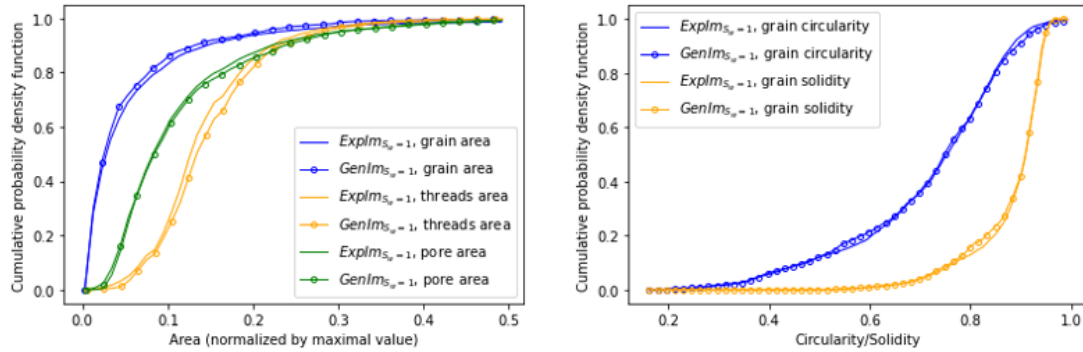 Cumulative probability density function
1.0
0.8
0.6
0.4
0.2
0.0
ExpIm_{S_w=1}, grain area
GenIm_{S_w=1}, grain area
ExpIm_{S_w=1}, threads area
GenIm_{S_w=1}, threads area
ExpIm_{S_w=1}, pore area
GenIm_{S_w=1}, pore area
0.0 0.1 0.2 0.3 0.4 0.5
Area (normalized by maximal value)
Cumulative probability density function
1.0
0.8
0.6
0.4
0.2
0.0
ExpIm_{S_w=1}, grain circularity
GenIm_{S_w=1}, grain circularity
ExpIm_{S_w=1}, grain solidity
GenIm_{S_w=1}, grain solidity
0.2 0.4 0.6 0.8 1.0
Circularity/Solidity